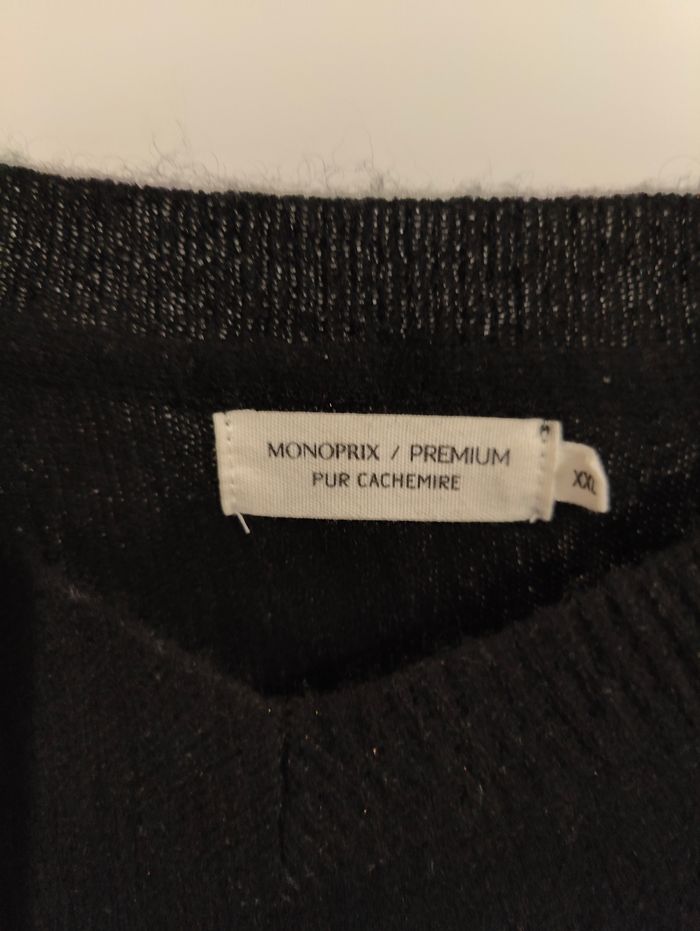 MONOPRIX / PREMIUM
PUR CACHEMIRE
XXL